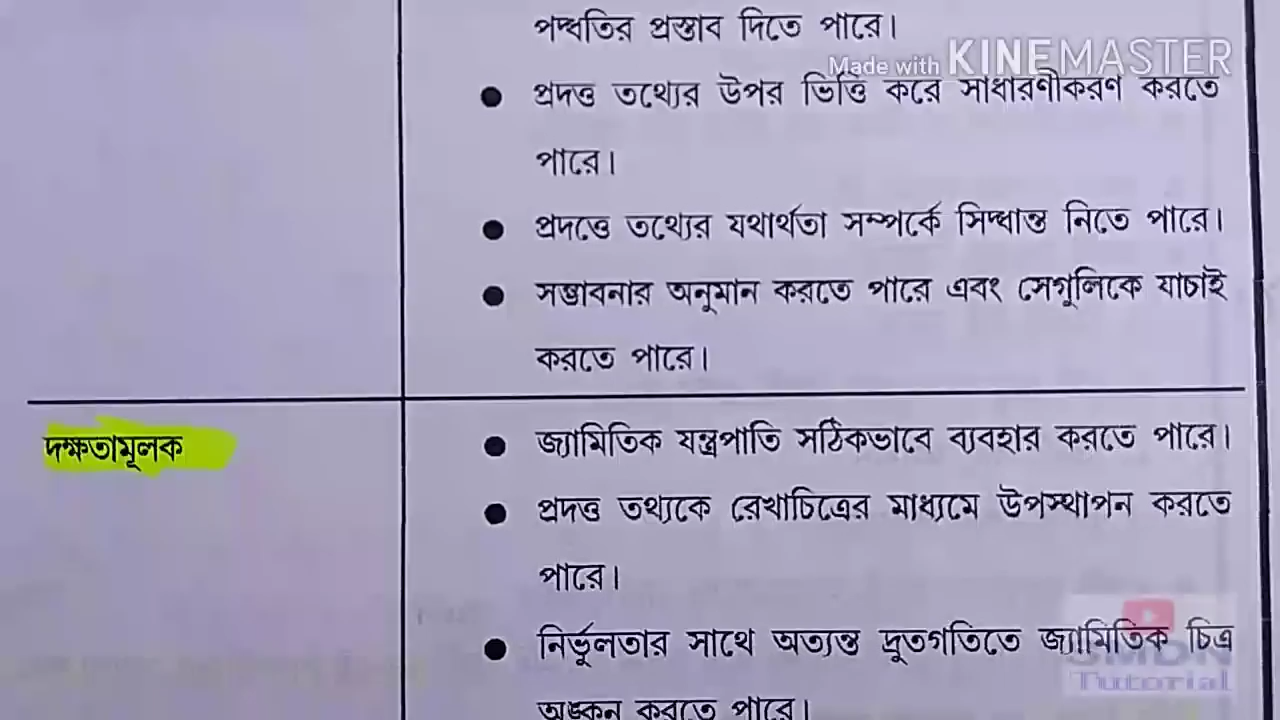 পদ্ধতির প্রস্তাব দিতে পারে।
Made with KINEMASTER
● প্রদত্ত তথ্যের উপর ভিত্তি করে সাধারণীকরণ করতে
পারে।
● প্রদত্তে তথ্যের যথার্থতা সম্পর্কে সিদ্ধান্ত নিতে পারে।
● সম্ভাবনার অনুমান করতে পারে এবং সেগুলিকে যাচাই
করতে পারে।
দক্ষতামূলক
● জ্যামিতিক যন্ত্রপাতি সঠিকভাবে ব্যবহার করতে পারে।
● প্রদত্ত তথ্যকে রেখাচিত্রের মাধ্যমে উপস্থাপন করতে
পারে।
● নির্ভুলতার সাথে অত্যন্ত দ্রুতগতিতে জ্যামিতিক চিত্র
অঙ্কন করতে পারে।
SMDN
Tutorial